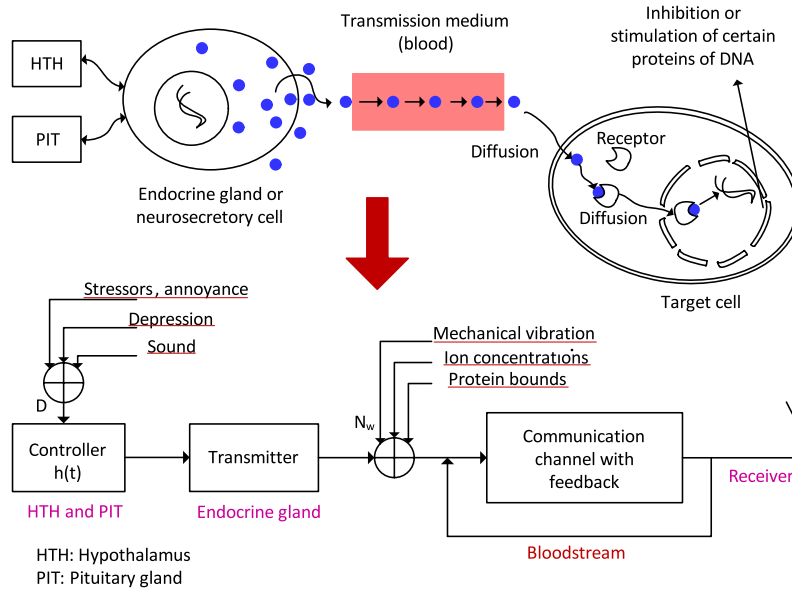 Inhibition or
stimulation of certain
proteins of DNA
Transmission medium
(blood)
HTH
PIT
Receptor
Diffusion
Diffusion
Endocrine gland or
neurosecretory cell
Target cell
Stressors, annoyance
Depression
Sound
D
Mechanical vibration
Ion concentrations
Protein bounds
Nw
Controller
h(t)
Transmitter
Communication
channel with
feedback
HTH and PIT
Endocrine gland
Receiver
Bloodstream
HTH: Hypothalamus
PIT: Pituitary gland